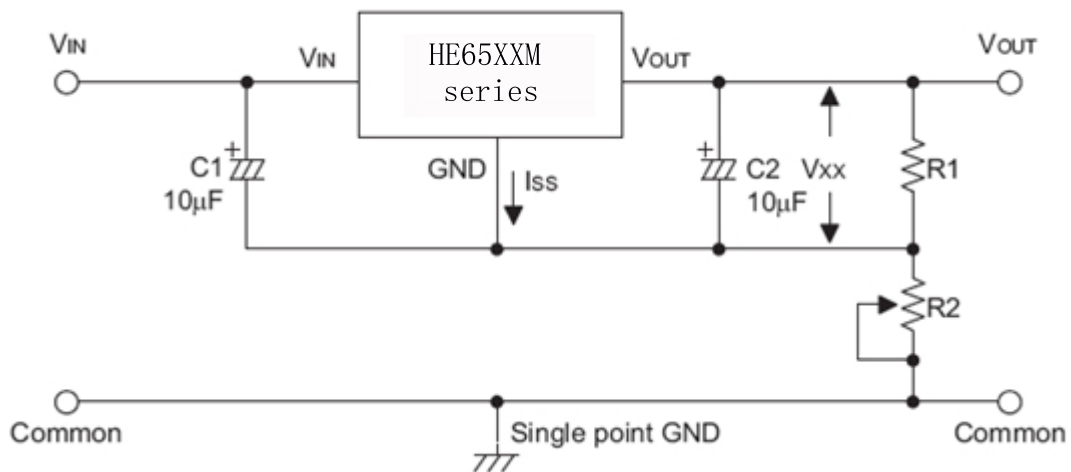 VIN
VIN
HE65XXM
series
VOUT
VOUT
C1
10μF
GND
ISS
C2
10μF
VXX
R1
R2
Common
Single point GND
Common
+
+